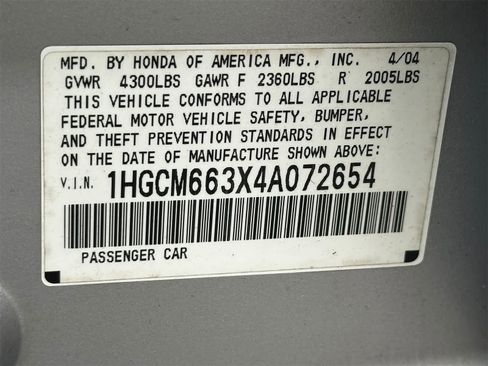 MFD. BY HONDA OF AMERICA MFG., INC. 4/04
GVWR 4300LBS GAWR F 2360LBS R 2005LBS
THIS VEHICLE CONFORMS TO ALL APPLICABLE
FEDERAL MOTOR VEHICLE SAFETY, BUMPER,
AND THEFT PREVENTION STANDARDS IN EFFECT
ON THE DATE OF MANUFACTURE SHOWN ABOVE:
V.I.N. 1HGCM663X4A072654
PASSENGER CAR